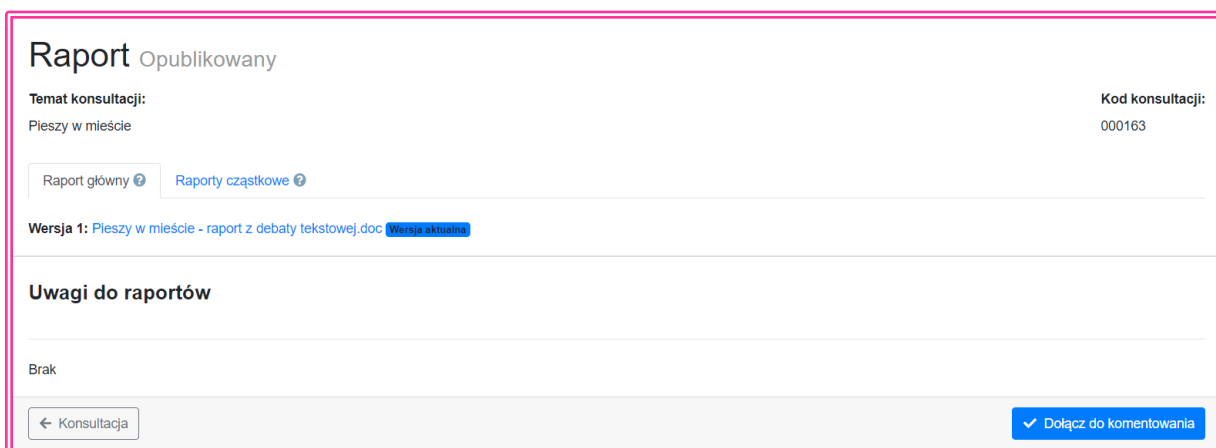 Raport Opublikowany
Temat konsultacji:
Kod konsultacji:
Pieszy w mieście
000163
Raport główny
Raporty cząstkowe
Wersja 1: Pieszy w mieście - raport z debaty tekstowej.doc Wersja aktualna
Uwagi do raportów
Brak
Konsultacja
Dołącz do komentowania